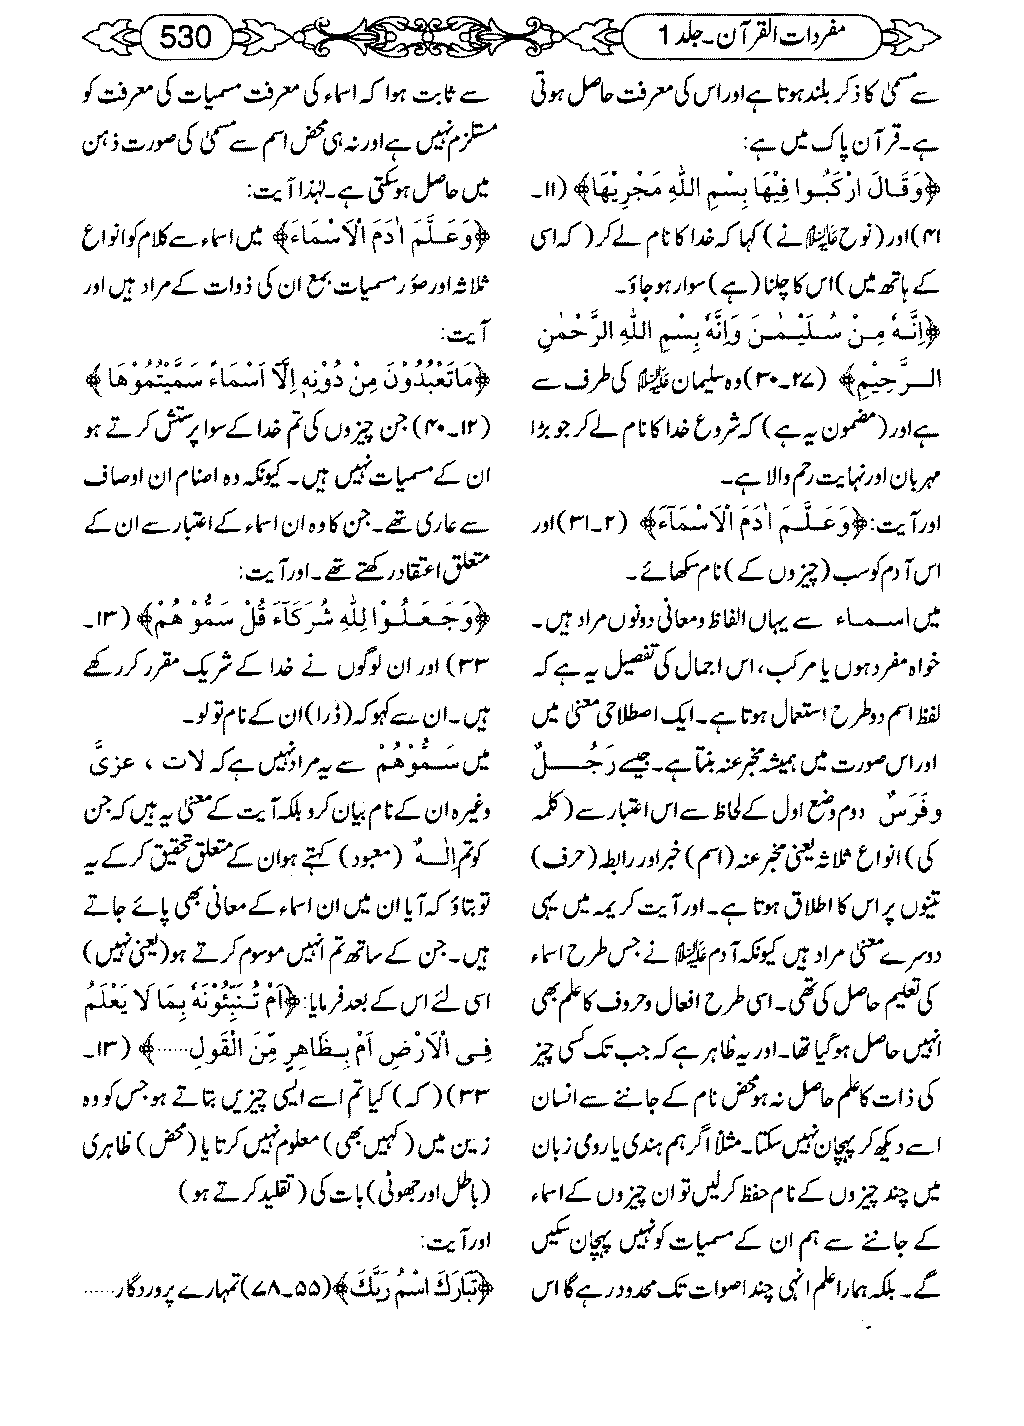 مفردات القرآن۔جلد 1
530
سے مسمیٰ کا ذکر بلند ہوتا ہے اور اس کی معرفت حاصل ہوتی
ہے۔قرآن پاک میں ہے:
﴿وَقَالَ ارْكَبُوا فِيْهَا بِسْمِ اللّٰهِ مَجْرٖيهَا﴾ (۱۱۔
۴۱) اور (نوح علیہ السلام نے) کہا کہ خدا کا نام لے کر (کہ اسی
کے ہاتھ میں) اس کا چلنا (ہے) سوار ہو جاؤ۔
﴿اِنَّهٗ مِنْ سُلَيْمٰنَ وَاِنَّهٗ بِسْمِ اللّٰهِ الرَّحْمٰنِ
الرَّحِيْمِ﴾ (۲۷۔۳۰) وہ سلیمان علیہ السلام کی طرف سے
ہے اور (مضمون یہ ہے) کہ شروع خدا کا نام لے کر جو بڑا
مہربان اور نہایت رحم والا ہے۔
اور آیت: ﴿وَعَلَّمَ اٰدَمَ الْاَسْمَآءَ﴾ (۲۔۳۱) اور
اس آدم کو سب (چیزوں کے) نام سکھائے۔
میں اسماء سے یہاں الفاظ و معانی دونوں مراد ہیں۔
خواہ مفرد ہوں یا مرکب، اس اجمال کی تفصیل یہ ہے کہ
لفظ اسم دو طرح استعمال ہوتا ہے۔ ایک اصطلاحی معنیٰ میں
اور اس صورت میں ہمیشہ مخبر عنہ بنتا ہے۔ جیسے رَجُلٌ
وفَرَسٌ دوم وضع اول کے لحاظ سے اس اعتبار سے (کلمہ
کی) انواع ثلاثہ یعنی مخبر عنہ (اسم) خبر اور رابطہ (حرف)
تینوں پر اس کا اطلاق ہوتا ہے۔ اور آیت کریمہ میں یہی
دوسرے معنیٰ مراد ہیں کیونکہ آدم علیہ السلام نے جس طرح اسماء
کی تعلیم حاصل کی تھی۔ اسی طرح افعال و حروف کا علم بھی
انہیں حاصل ہو گیا تھا۔ اور یہ ظاہر ہے کہ جب تک کسی چیز
کی ذات کا علم حاصل نہ ہو محض نام کے جاننے سے انسان
اسے دیکھ کر پہچان نہیں سکتا۔ مثلاً اگر ہم ہندی یا رومی زبان
میں چند چیزوں کے نام حفظ کر لیں تو ان چیزوں کے اسماء
کے جاننے سے ہم ان کے مسمیات کو نہیں پہچان سکیں
گے۔ بلکہ ہمارا علم انہی چند اصوات تک محدود رہے گا اس
سے ثابت ہوا کہ اسماء کی معرفت مسمیات کی معرفت کو
مستلزم نہیں ہے اور نہ ہی محض اسم سے مسمیٰ کی صورت ذہن
میں حاصل ہو سکتی ہے۔ لہٰذا آیت:
﴿وَعَلَّمَ اٰدَمَ الْاَسْمَاءَ﴾ میں اسماء سے کلام کو انواع
ثلاثہ اور صؤر مسمیات بمع ان کی ذوات کے مراد ہیں اور
آیت:
﴿مَاتَعْبُدُوْنَ مِنْ دُوْنِهٖ اِلَّا اَسْمَاءً سَمَّيْتُمُوْهَا﴾
(۱۲۔۴۰) جن چیزوں کی تم خدا کے سوا پرستش کرتے ہو
ان کے مسمیات نہیں ہیں۔ کیونکہ وہ اصنام ان اوصاف
سے عاری تھے۔ جن کا وہ ان اسماء کے اعتبار سے ان کے
متعلق اعتقاد رکھتے تھے۔ اور آیت:
﴿وَجَعَلُوْا لِلّٰهِ شُرَكَآءَ قُلْ سَمُّوْهُمْ﴾ (۱۳۔
۳۳) اور ان لوگوں نے خدا کے شریک مقرر کر رکھے
ہیں۔ ان سے کہو کہ (ذرا) ان کے نام تو لو۔
میں سَمُّوْهُمْ سے یہ مراد نہیں ہے کہ لات ، عزیَّ
وغیرہ ان کے نام بیان کرو بلکہ آیت کے معنیٰ یہ ہیں کہ جن
کو تم اِلٰهٌ (معبود) کہتے ہو ان کے متعلق تحقیق کر کے یہ
تو بتاؤ کہ آیا ان میں ان اسماء کے معانی بھی پائے جاتے
ہیں۔ جن کے ساتھ تم انہیں موسوم کرتے ہو (یعنی نہیں)
اسی لئے اس کے بعد فرمایا: ﴿اَمْ تُنَبِّئُوْنَهٗ بِمَا لَا يَعْلَمُ
فِى الْاَرْضِ اَمْ بِظَاهِرٍ مِّنَ الْقَوْلِ......﴾ (۱۳۔
۳۳) (کہ) کیا تم اسے ایسی چیزیں بتاتے ہو جس کو وہ
زمین میں (کہیں بھی) معلوم نہیں کرتا یا (محض) ظاہری
(باطل اور جھوٹی) بات کی (تقلید کرتے ہو)
اور آیت:
﴿تَبَارَكَ اسْمُ رَبِّكَ﴾ (۵۵۔۷۸) تمہارے پروردگار......